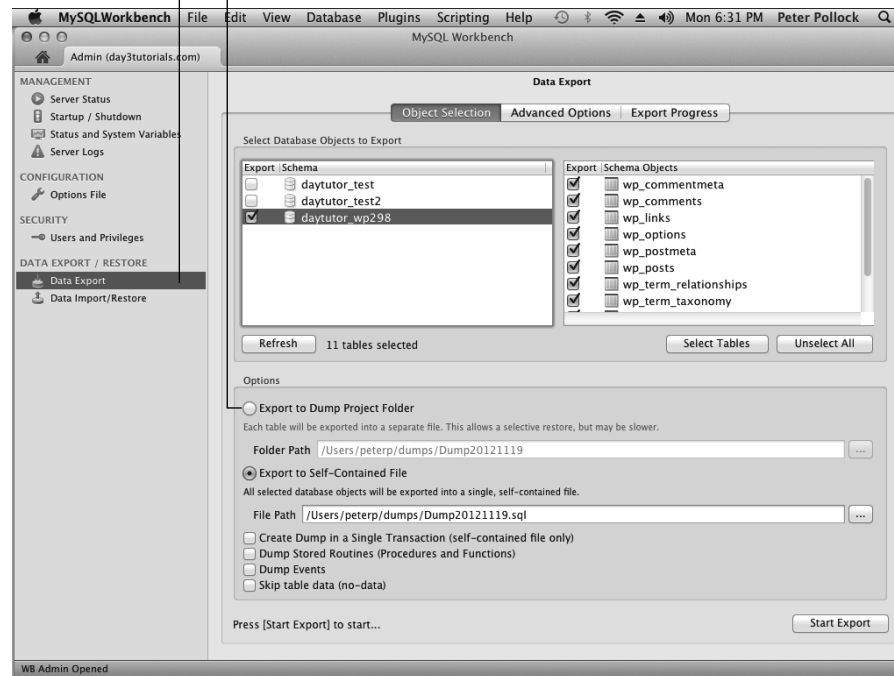 MySQLWorkbench File Edit View Database Plugins Scripting Help Mon 6:31 PM Peter Pollock
MySQL Workbench
Admin (day3tutorials.com)
MANAGEMENT
Server Status
Startup / Shutdown
Status and System Variables
Server Logs
CONFIGURATION
Options File
SECURITY
Users and Privileges
DATA EXPORT / RESTORE
Data Export
Data Import/Restore
Data Export
Object Selection Advanced Options Export Progress
Select Database Objects to Export
Export Schema
daytutor_test
daytutor_test2
daytutor_wp298
Export Schema Objects
wp_commentmeta
wp_comments
wp_links
wp_options
wp_postmeta
wp_posts
wp_term_relationships
wp_term_taxonomy
Refresh 11 tables selected Select Tables Unselect All
Options
Export to Dump Project Folder
Each table will be exported into a separate file. This allows a selective restore, but may be slower.
Folder Path /Users/peterp/dumps/Dump20121119 ...
Export to Self-Contained File
All selected database objects will be exported into a single, self-contained file.
File Path /Users/peterp/dumps/Dump20121119.sql ...
Create Dump in a Single Transaction (self-contained file only)
Dump Stored Routines (Procedures and Functions)
Dump Events
Skip table data (no-data)
Press [Start Export] to start... Start Export
WB Admin Opened